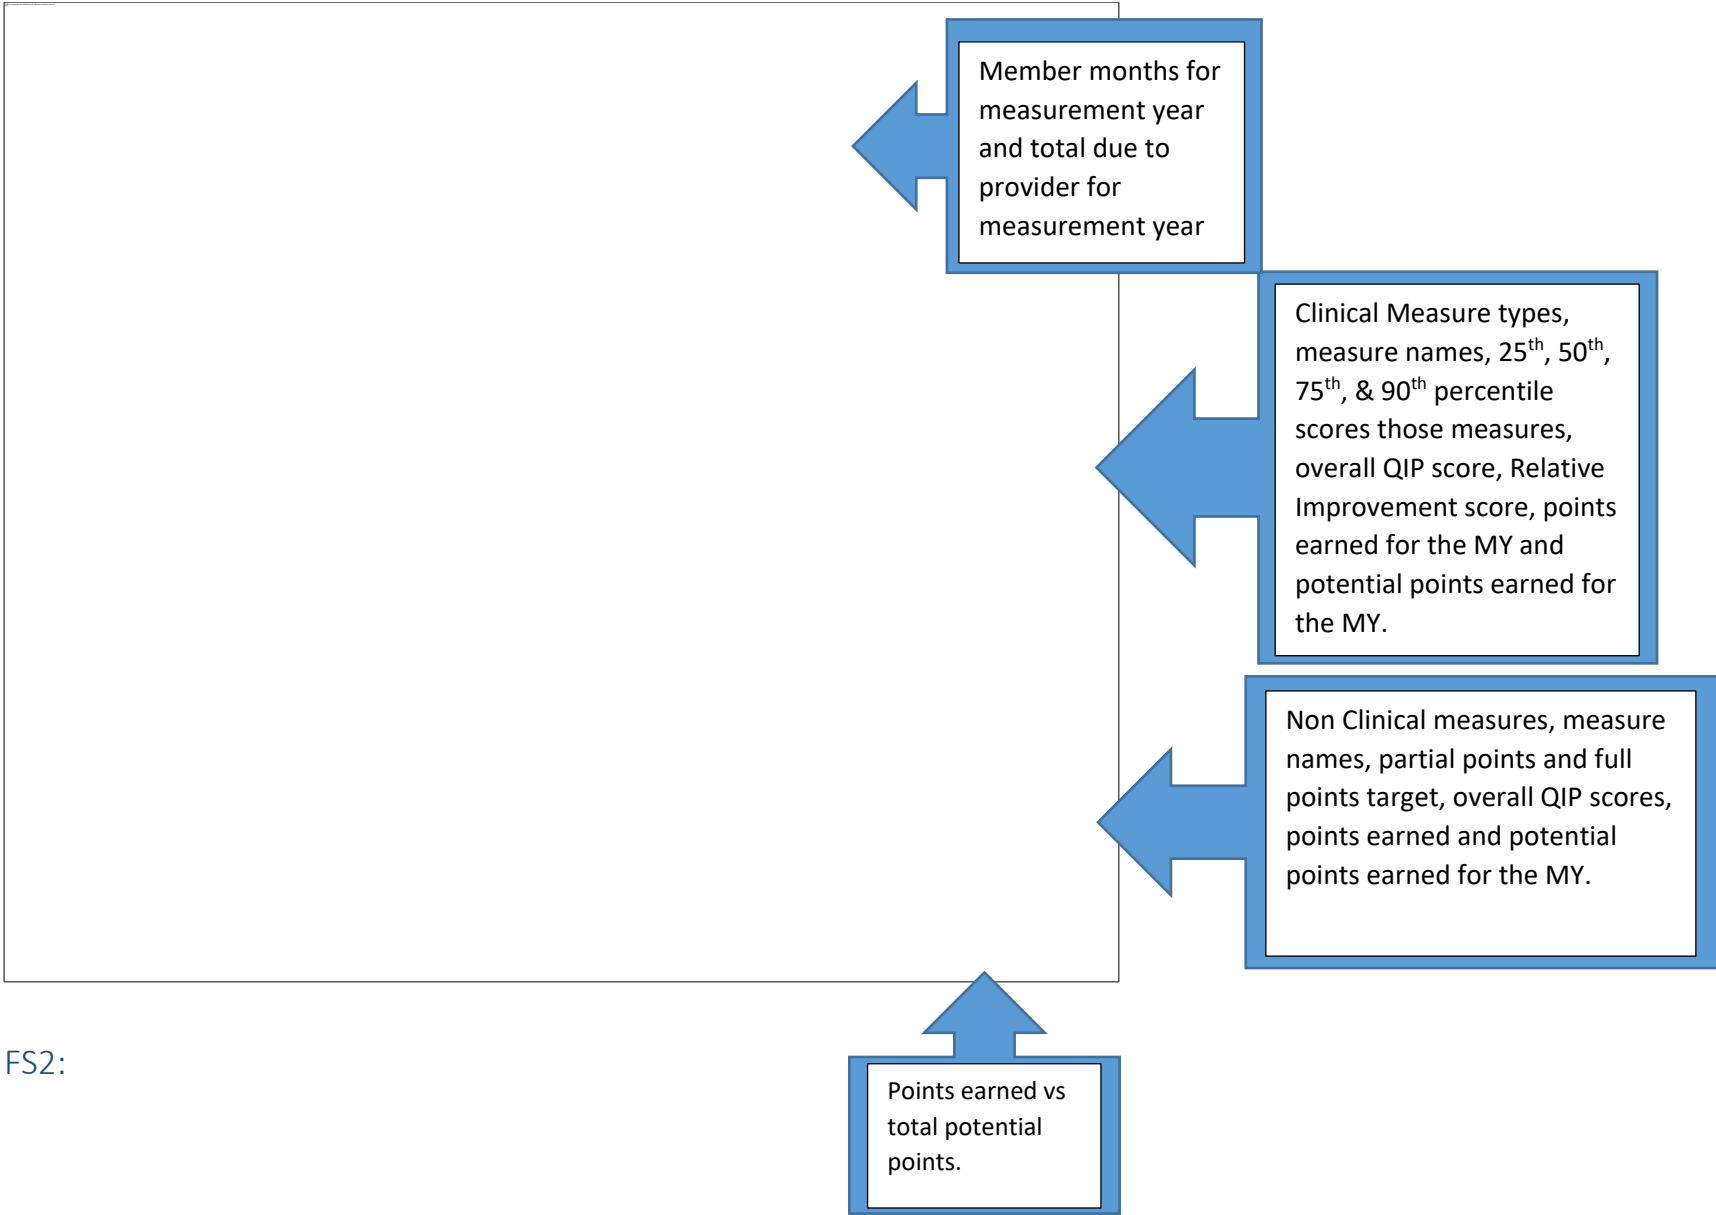 Member months for
measurement year
and total due to
provider for
measurement year
Clinical Measure types,
measure names, 25th, 50th,
75th, & 90th percentile
scores those measures,
overall QIP score, Relative
Improvement score, points
earned for the MY and
potential points earned for
the MY.
Non Clinical measures, measure
names, partial points and full
points target, overall QIP scores,
points earned and potential
points earned for the MY.
FS2:
Points earned vs
total potential
points.